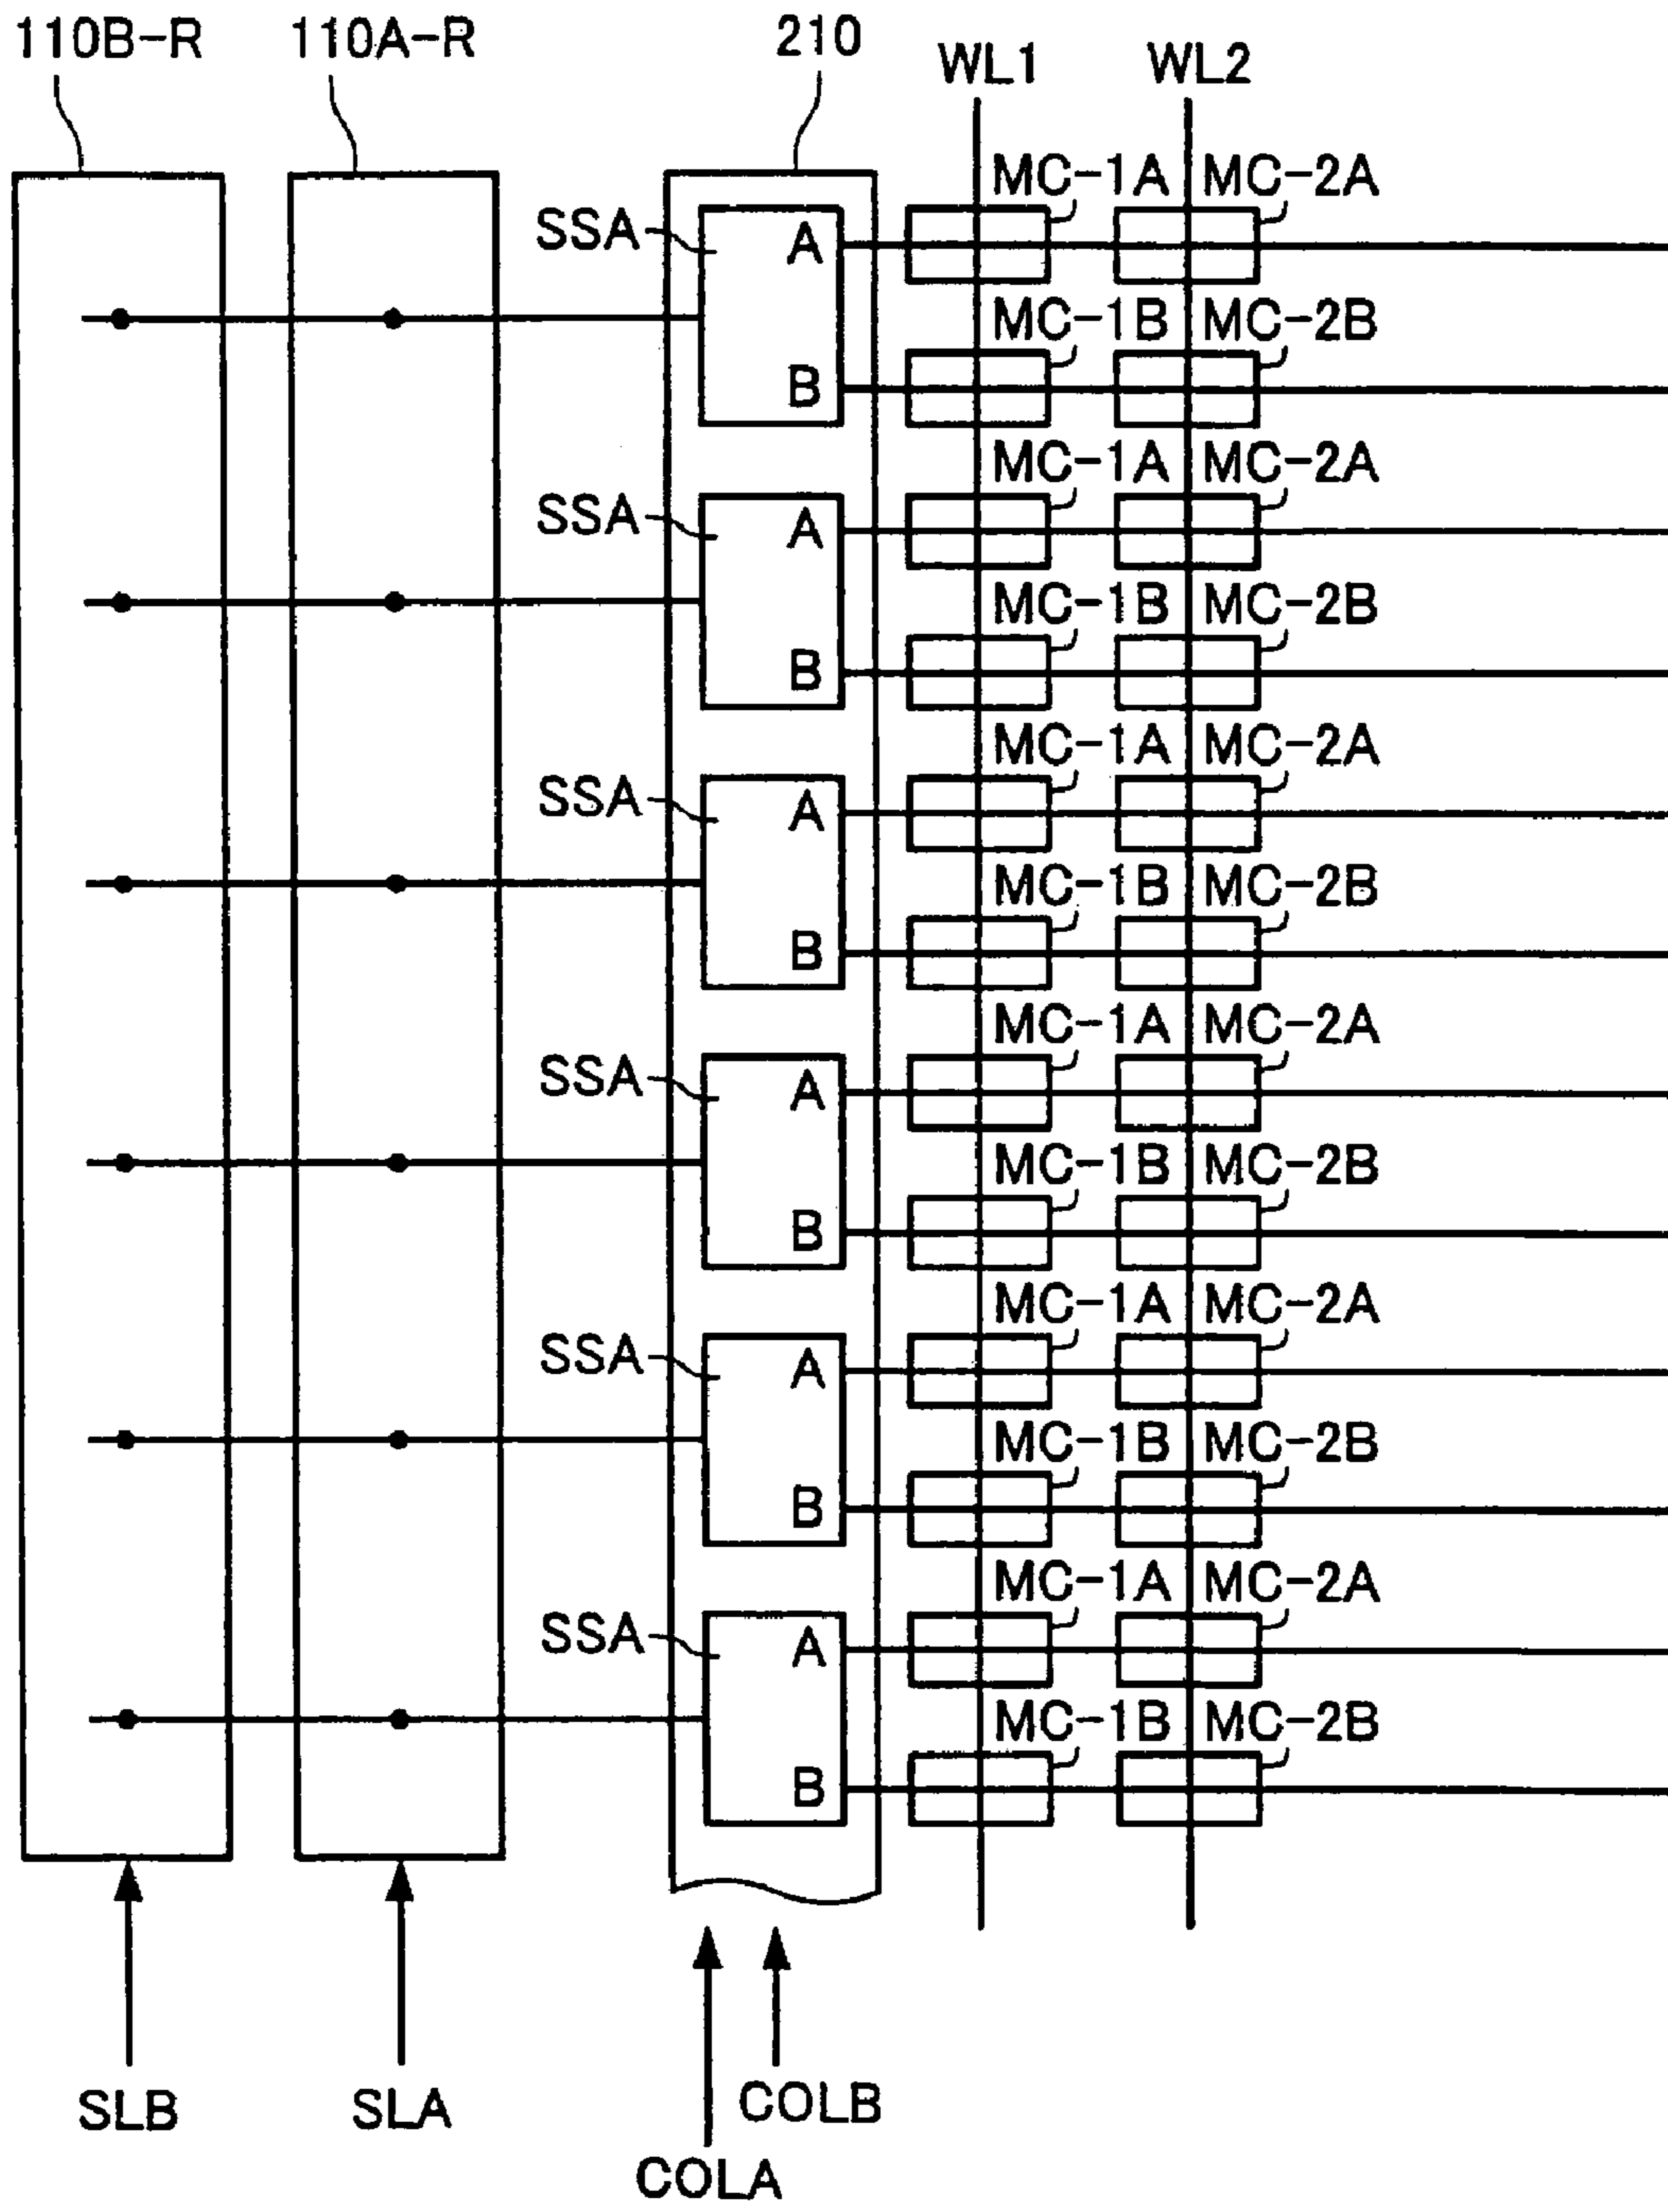 110B-R 110A-R 210 WL1 WL2
MC-1A MC-2A
SSA A
MC-1B MC-2B
B
MC-1A MC-2A
SSA A
MC-1B MC-2B
B
MC-1A MC-2A
SSA A
MC-1B MC-2B
B
MC-1A MC-2A
SSA A
MC-1B MC-2B
B
MC-1A MC-2A
SSA A
MC-1B MC-2B
B
MC-1A MC-2A
SSA A
MC-1B MC-2B
B
SLB SLA COLB
COLA